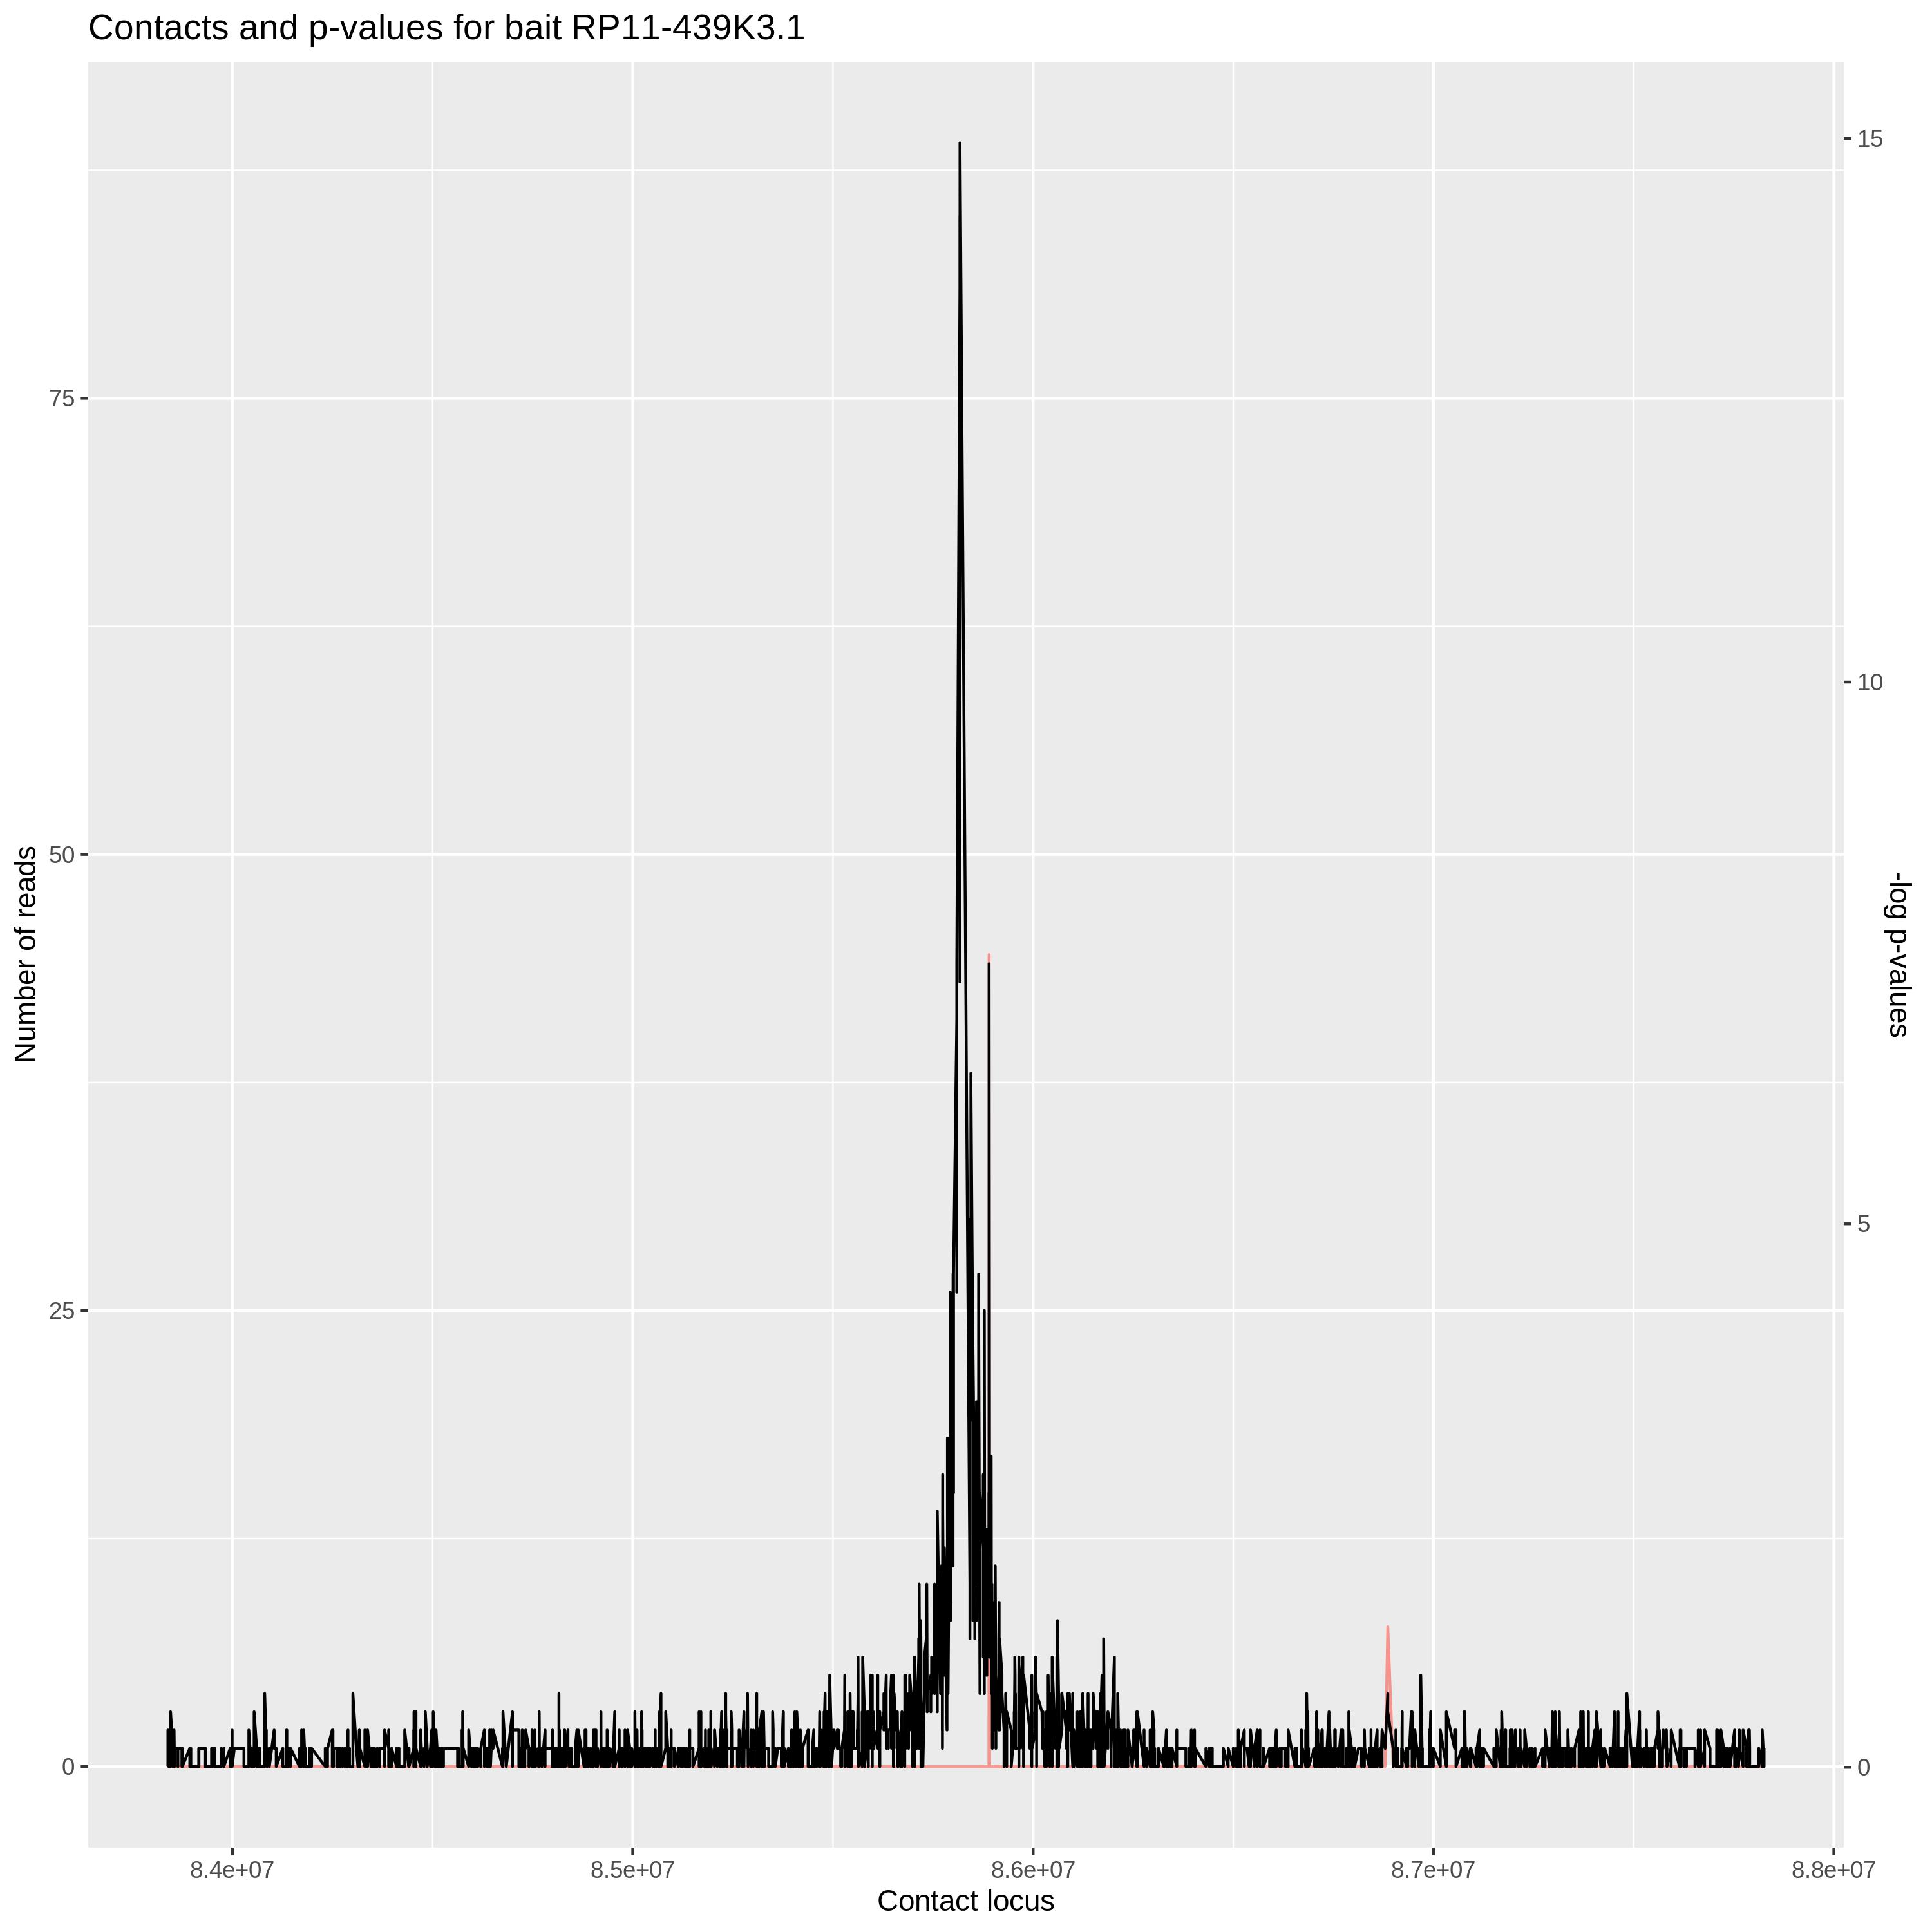 Contacts and p-values for bait RP11-439K3.1
15
75
10
50
Number of reads
-log p-values
5
25
0
0
8.4e+07 8.5e+07 8.6e+07 8.7e+07 8.8e+07
Contact locus